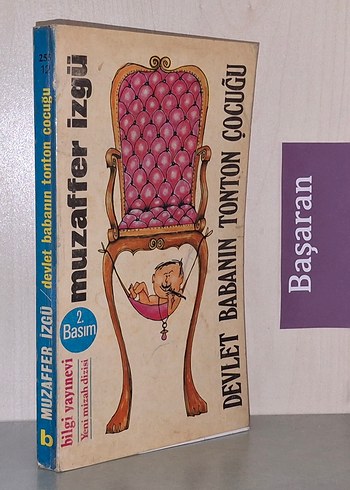 muzaffer izgü
DEVLET BABANIN TONTON ÇOCUĞU
2.
Basım
bilgi yayınevi
Yeni mizah dizisi
b MUZAFFER İZGÜ / devlet babanın tonton çocuğu
Başaran